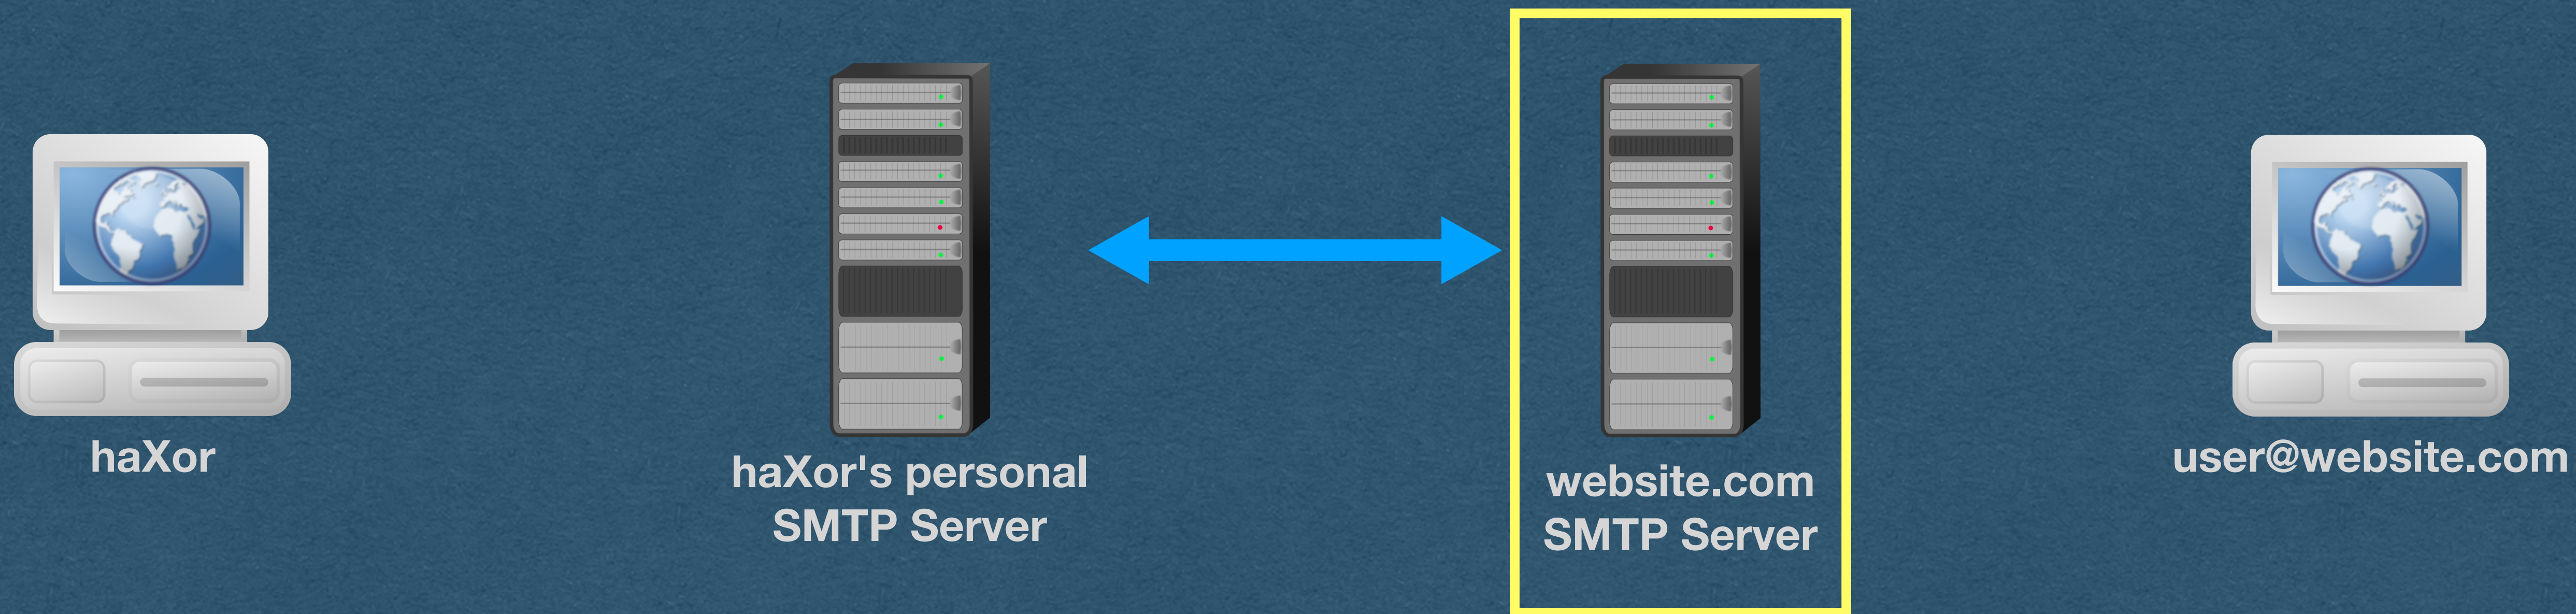 haXor
haXor's personal
SMTP Server
website.com
SMTP Server
user@website.com